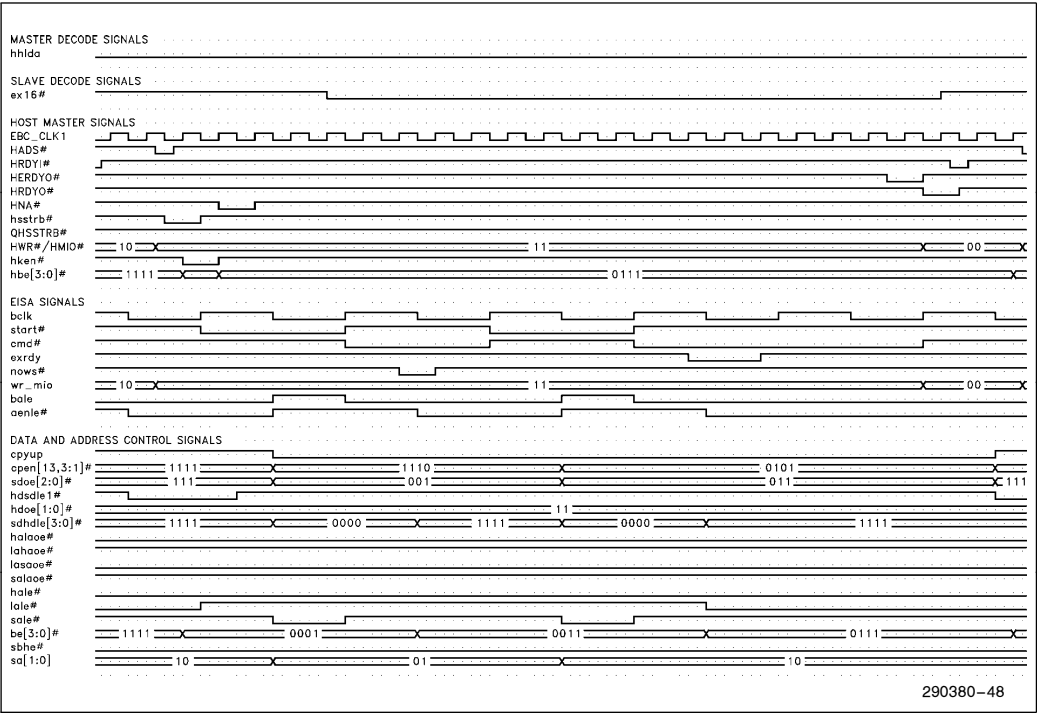 MASTER DECODE SIGNALS
hhlda
SLAVE DECODE SIGNALS
ex16#
HOST MASTER SIGNALS
EBC_CLK1
HADS#
HRDYI#
HERDYO#
HRDYO#
HNA#
hsstrb#
QHSSTRB#
HWR#/HMIO# 10 11 00
hken#
hbe[3:0]# 1111 0111
EISA SIGNALS
bclk
start#
cmd#
exrdy
nows#
wr_mio 10 11 00
bale
aenle#
DATA AND ADDRESS CONTROL SIGNALS
cpyup
cpen[13,3:1]# 1111 1110 0101
sdoe[2:0]# 111 001 011 111
hdsdle1#
hdoe[1:0]# 11
sdhdle[3:0]# 1111 0000 1111 0000 1111
halaoe#
lahaoe#
lasaoe#
salaoe#
hale#
lale#
sale#
be[3:0]# 1111 0001 0011 0111
sbhe#
sa[1:0] 10 01 10
290380-48